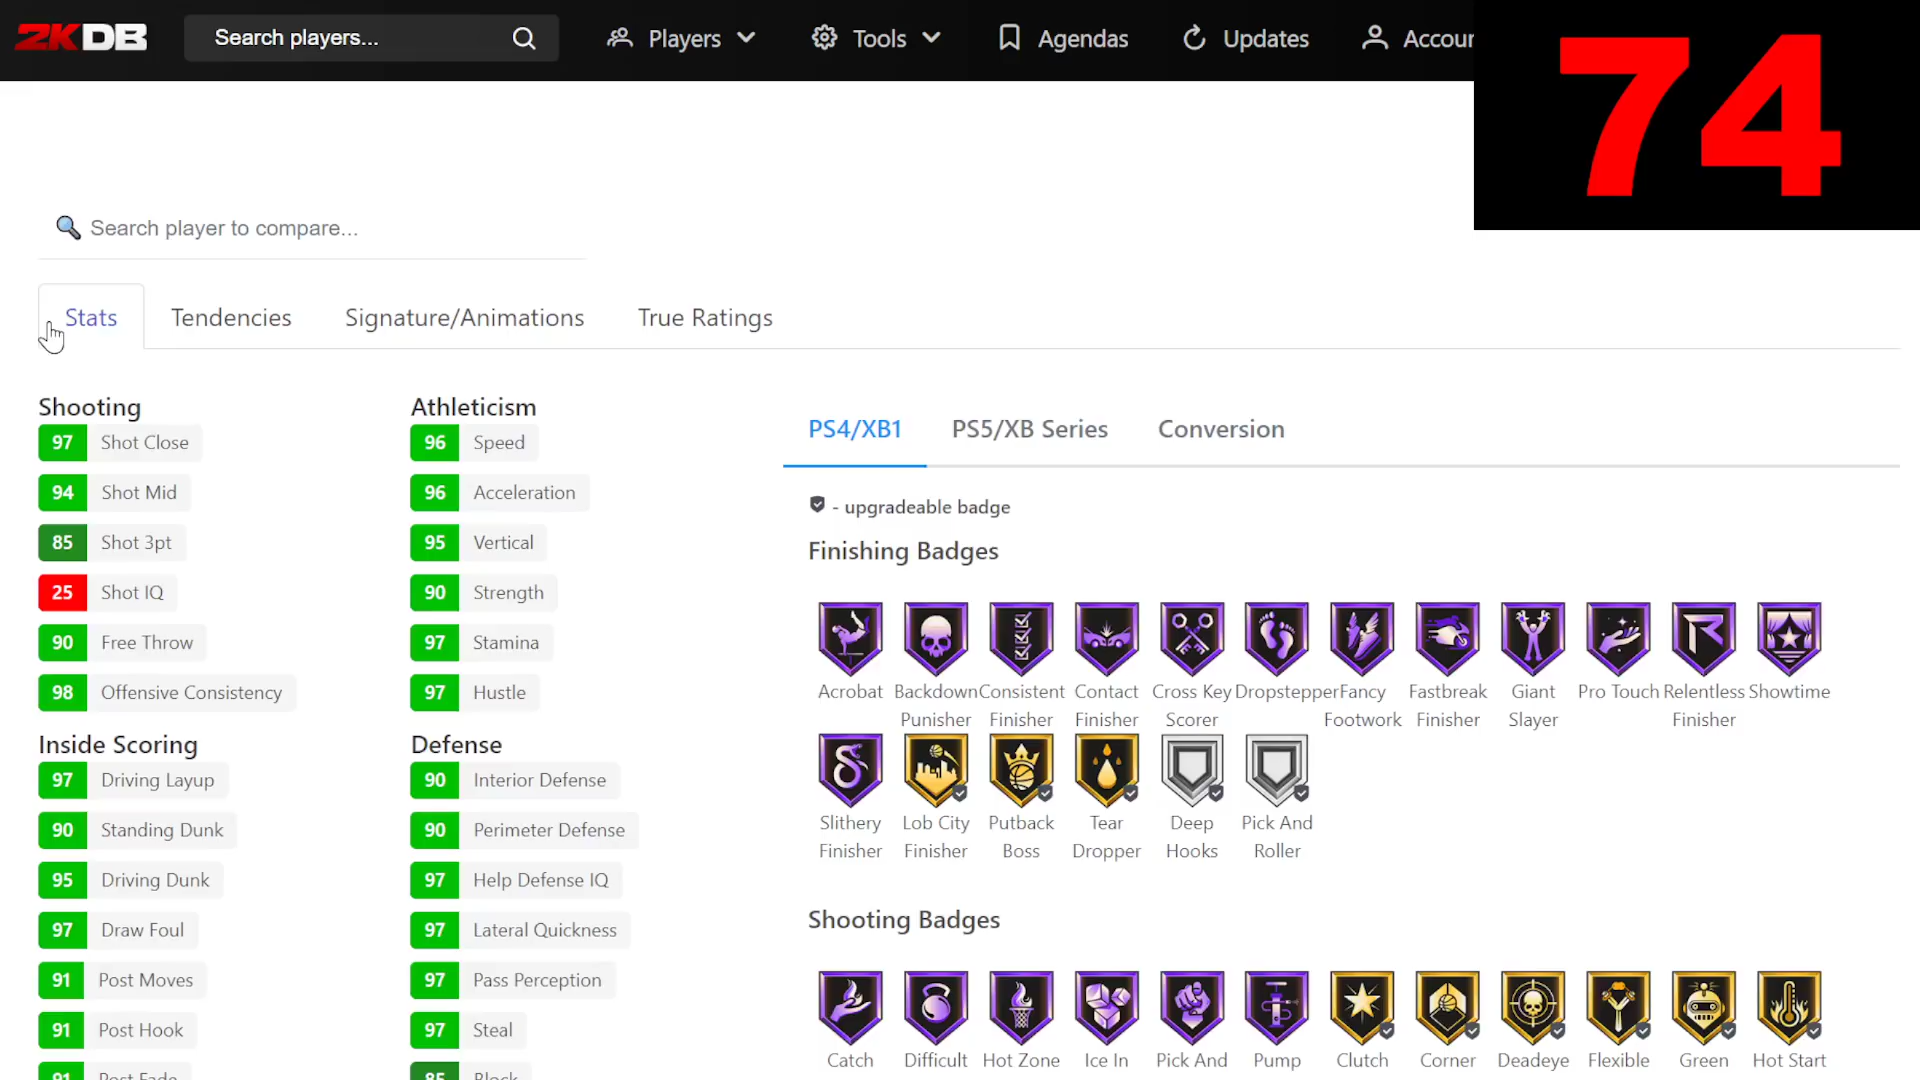 2KDB
Search players...
Players
Tools
Agendas
Updates
Accoun
74
Search player to compare...
Stats
Tendencies
Signature/Animations
True Ratings
Shooting
97 Shot Close
94 Shot Mid
85 Shot 3pt
25 Shot IQ
90 Free Throw
98 Offensive Consistency
Inside Scoring
97 Driving Layup
90 Standing Dunk
95 Driving Dunk
97 Draw Foul
91 Post Moves
91 Post Hook
91 Post Fade
Athleticism
96 Speed
96 Acceleration
95 Vertical
90 Strength
97 Stamina
97 Hustle
Defense
90 Interior Defense
90 Perimeter Defense
97 Help Defense IQ
97 Lateral Quickness
97 Pass Perception
97 Steal
85 Block
PS4/XB1
PS5/XB Series
Conversion
- upgradeable badge
Finishing Badges
Acrobat
Backdown
Punisher
Consistent
Finisher
Contact
Finisher
Cross Key
Scorer
Dropstepper
Fancy
Footwork
Fastbreak
Finisher
Giant
Slayer
Pro Touch
Relentless
Finisher
Showtime
Slithery
Finisher
Lob City
Finisher
Putback
Boss
Tear
Dropper
Deep
Hooks
Pick And
Roller
Shooting Badges
Catch
Difficult
Hot Zone
Ice In
Pick And
Pump
Clutch
Corner
Deadeye
Flexible
Green
Hot Start